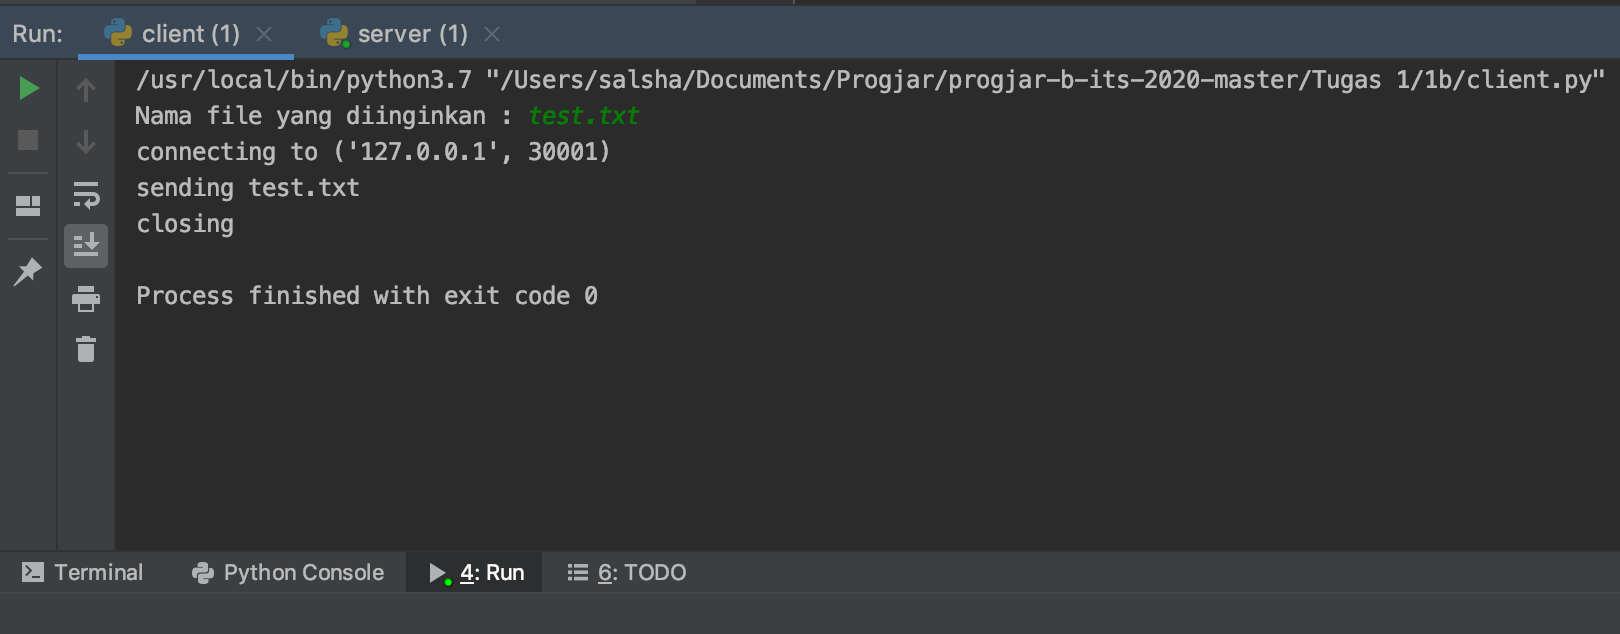 Run: client (1) server (1)
/usr/local/bin/python3.7 "/Users/salsha/Documents/Progjar/progjar-b-its-2020-master/Tugas 1/1b/client.py"
Nama file yang diinginkan : test.txt
connecting to ('127.0.0.1', 30001)
sending test.txt
closing
Process finished with exit code 0
Terminal Python Console 4: Run 6: TODO